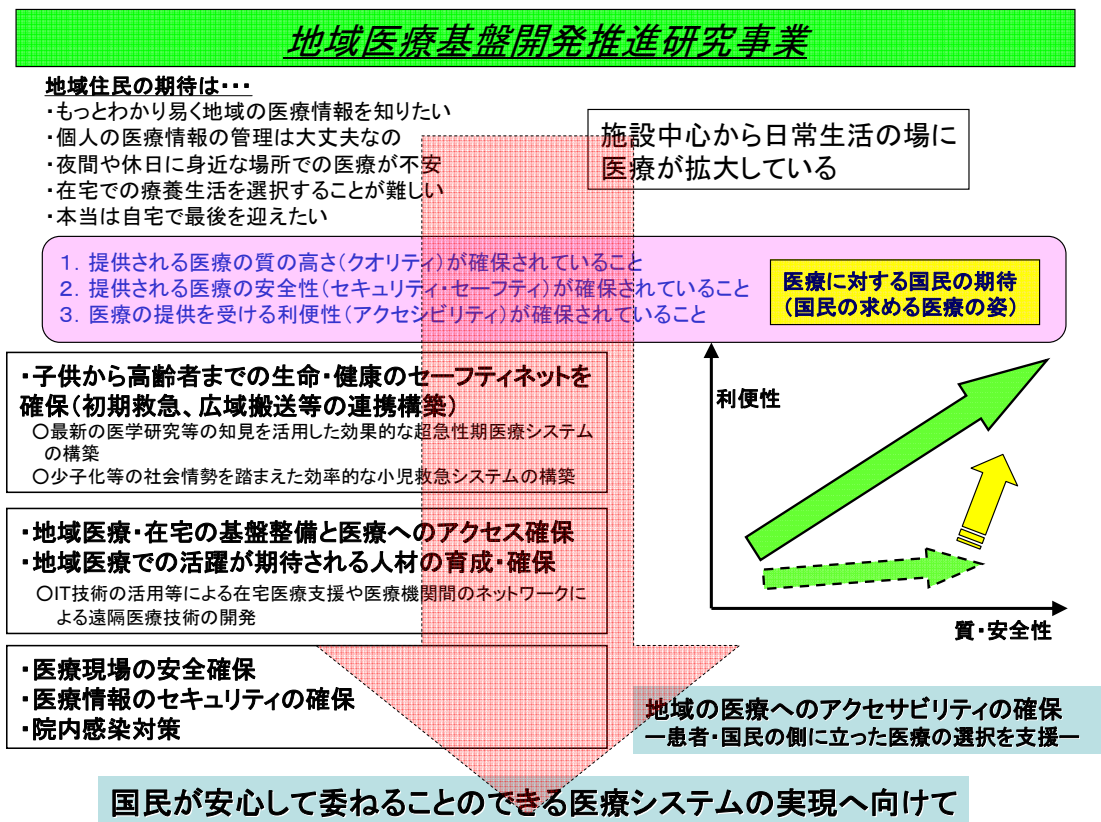 地域医療基盤開発推進研究事業
地域住民の期待は・・・
・もっとわかり易く地域の医療情報を知りたい
・個人の医療情報の管理は大丈夫なの
・夜間や休日に身近な場所での医療が不安
・在宅での療養生活を選択することが難しい
・本当は自宅で最後を迎えたい
施設中心から日常生活の場に
医療が拡大している
1. 提供される医療の質の高さ(クオリティ)が確保されていること
2. 提供される医療の安全性(セキュリティ・セーフティ)が確保されていること
3. 医療の提供を受ける利便性(アクセシビリティ)が確保されていること
医療に対する国民の期待
(国民の求める医療の姿)
・子供から高齢者までの生命・健康のセーフティネットを
確保(初期救急、広域搬送等の連携構築)
○最新の医学研究等の知見を活用した効果的な超急性期医療システム
の構築
○少子化等の社会情勢を踏まえた効率的な小児救急システムの構築
・地域医療・在宅の基盤整備と医療へのアクセス確保
・地域医療での活躍が期待される人材の育成・確保
○IT技術の活用等による在宅医療支援や医療機関間のネットワークに
よる遠隔医療技術の開発
・医療現場の安全確保
・医療情報のセキュリティの確保
・院内感染対策
利便性
質・安全性
地域の医療へのアクセサビリティの確保
―患者・国民の側に立った医療の選択を支援―
国民が安心して委ねることのできる医療システムの実現へ向けて